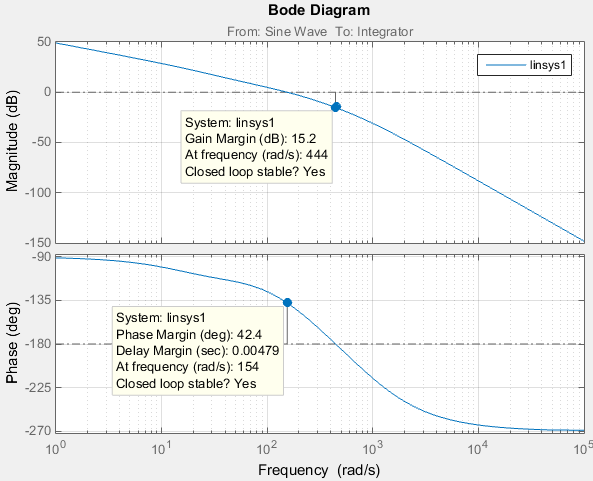 Bode Diagram
From: Sine Wave  To: Integrator
50
0
-50
-100
-150
Magnitude (dB)
linsys1
System: linsys1
Gain Margin (dB): 15.2
At frequency (rad/s): 444
Closed loop stable? Yes
-90
-135
-180
-225
-270
Phase (deg)
System: linsys1
Phase Margin (deg): 42.4
Delay Margin (sec): 0.00479
At frequency (rad/s): 154
Closed loop stable? Yes
10^0 10^1 10^2 10^3 10^4 10^5
Frequency  (rad/s)